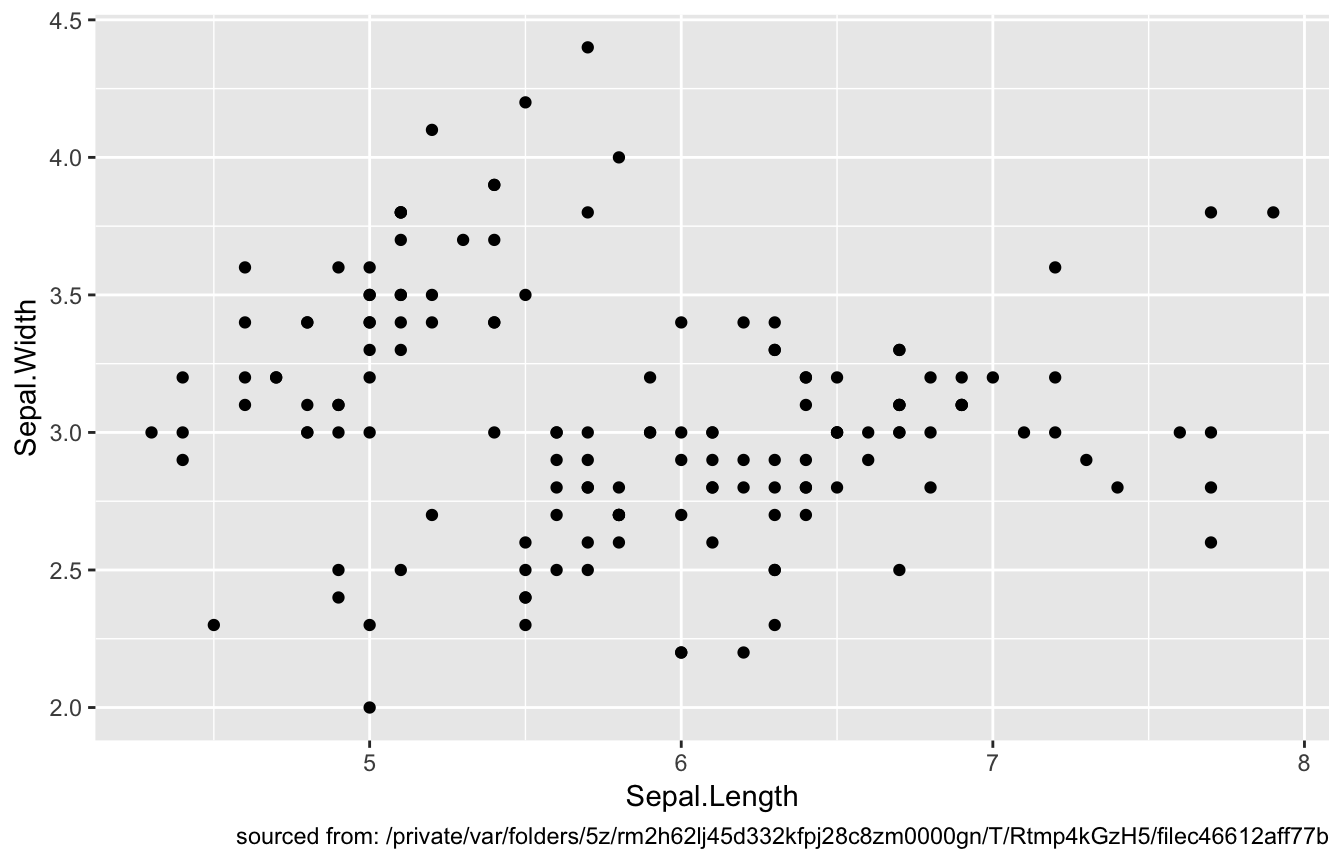 4.5
4.0
3.5
3.0
2.5
2.0
Sepal.Width
5 6 7 8
Sepal.Length
sourced from: /private/var/folders/5z/rm2h62lj45d332kfpj28c8zm0000gn/T/Rtmp4kGzH5/filec46612aff77b